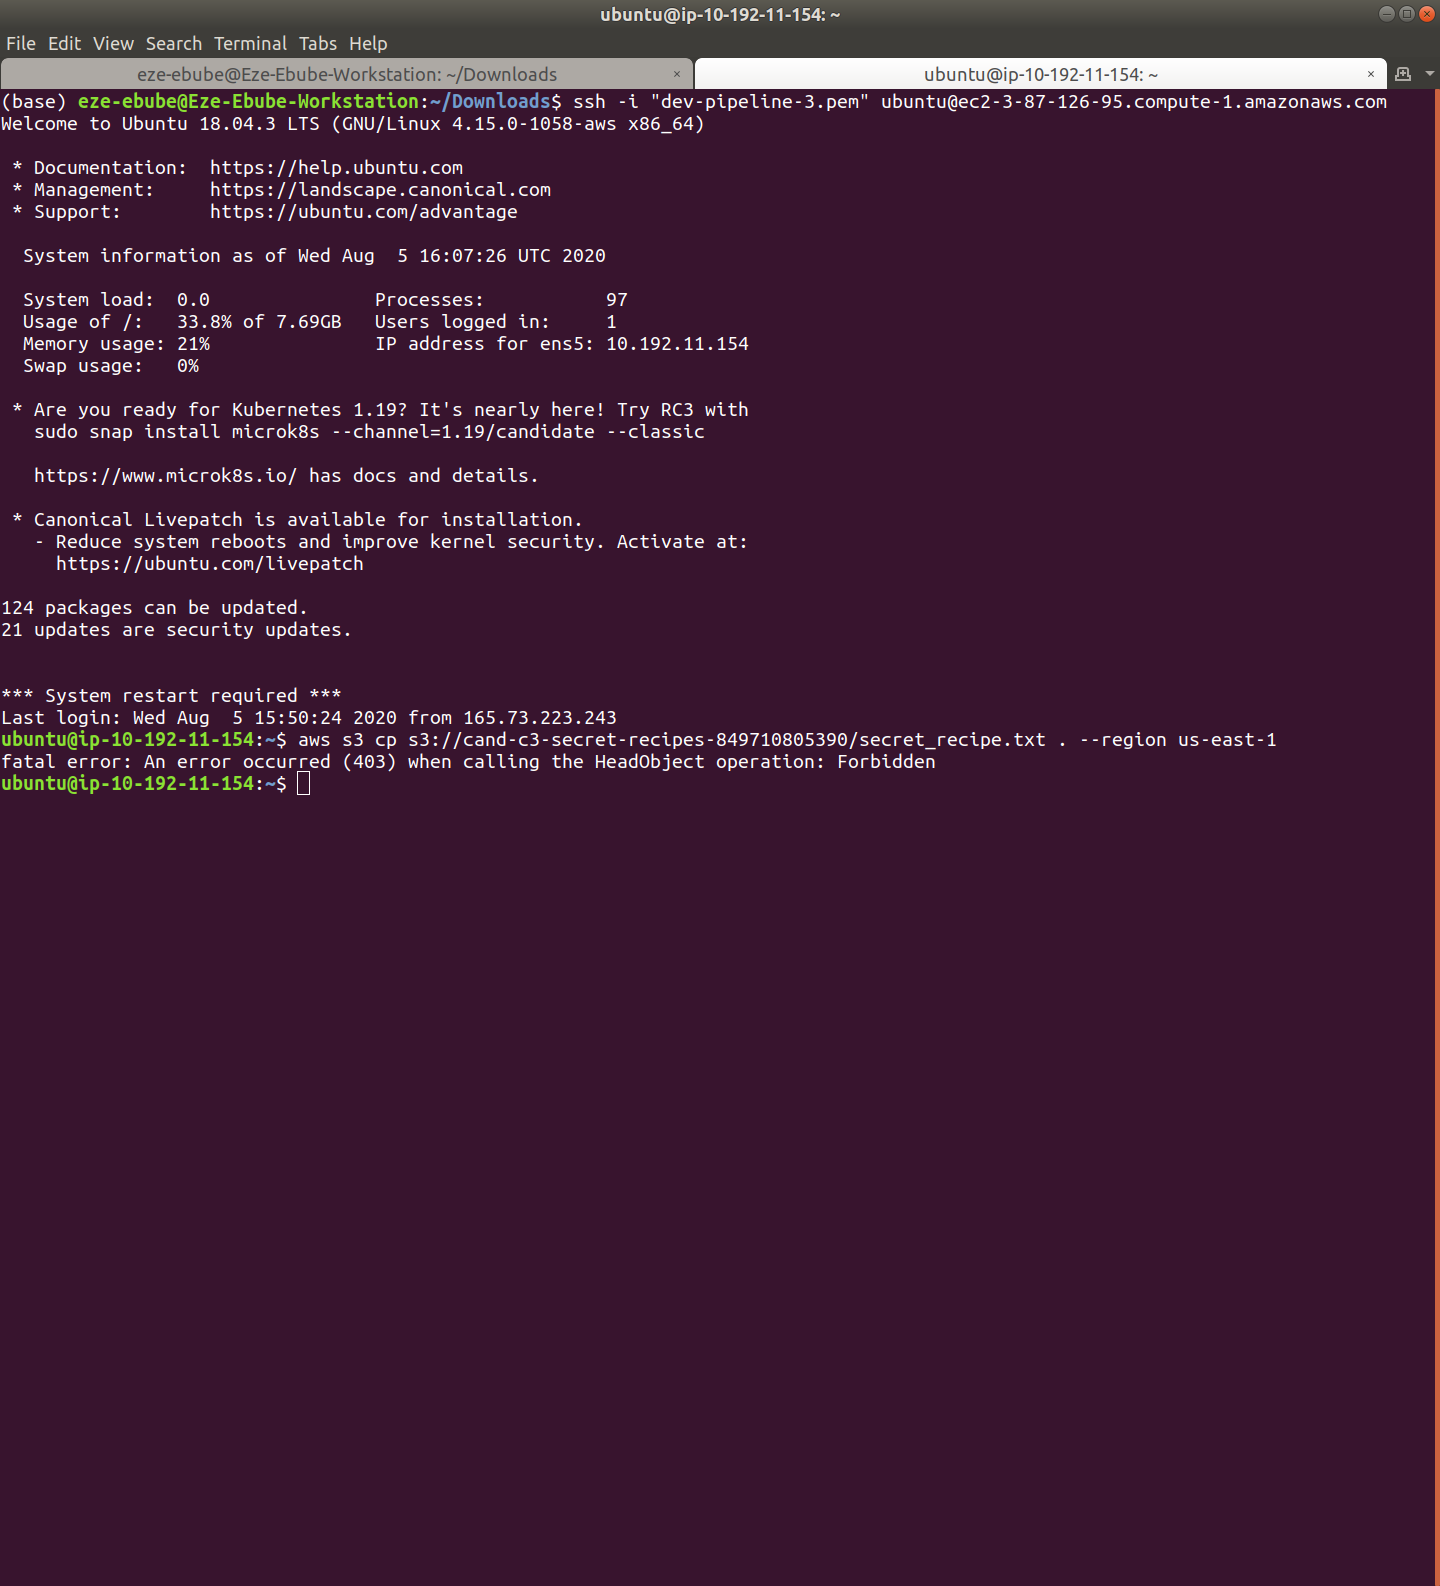 ubuntu@ip-10-192-11-154: ~
File Edit View Search Terminal Tabs Help
eze-ebube@Eze-Ebube-Workstation: ~/Downloads × ubuntu@ip-10-192-11-154: ~ ×
(base) eze-ebube@Eze-Ebube-Workstation:~/Downloads$ ssh -i "dev-pipeline-3.pem" ubuntu@ec2-3-87-126-95.compute-1.amazonaws.com
Welcome to Ubuntu 18.04.3 LTS (GNU/Linux 4.15.0-1058-aws x86_64)
* Documentation:  https://help.ubuntu.com
* Management:     https://landscape.canonical.com
* Support:        https://ubuntu.com/advantage
System information as of Wed Aug  5 16:07:26 UTC 2020
System load:  0.0               Processes:           97
Usage of /:   33.8% of 7.69GB   Users logged in:     1
Memory usage: 21%               IP address for ens5: 10.192.11.154
Swap usage:   0%
* Are you ready for Kubernetes 1.19? It's nearly here! Try RC3 with
sudo snap install microk8s --channel=1.19/candidate --classic
https://www.microk8s.io/ has docs and details.
* Canonical Livepatch is available for installation.
- Reduce system reboots and improve kernel security. Activate at:
https://ubuntu.com/livepatch
124 packages can be updated.
21 updates are security updates.
*** System restart required ***
Last login: Wed Aug  5 15:50:24 2020 from 165.73.223.243
ubuntu@ip-10-192-11-154:~$ aws s3 cp s3://cand-c3-secret-recipes-849710805390/secret_recipe.txt . --region us-east-1
fatal error: An error occurred (403) when calling the HeadObject operation: Forbidden
ubuntu@ip-10-192-11-154:~$